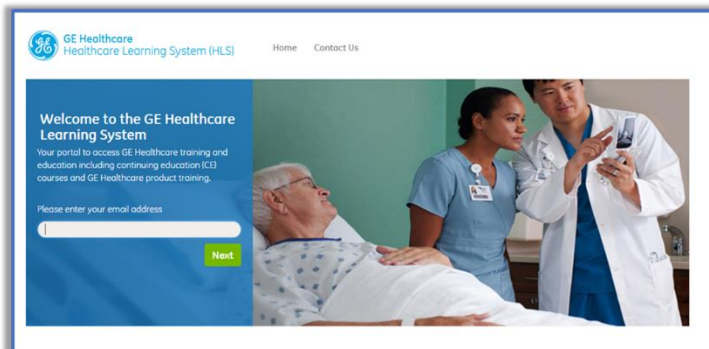 GE Healthcare
Healthcare Learning System (HLS)
Home Contact Us
Welcome to the GE Healthcare
Learning System
Your portal to access GE Healthcare training and
education including continuing education (CE)
courses and GE Healthcare product training.
Please enter your email address
Next